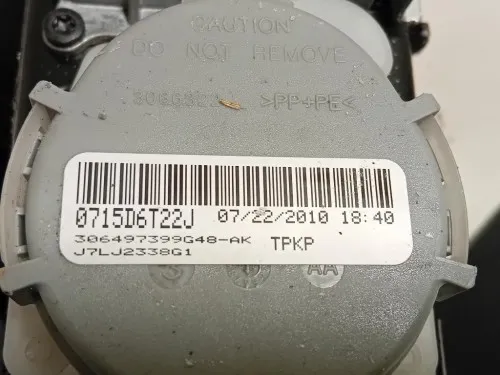 CAUTION
DO NOT REMOVE
>PP+PE<
0715D6T22J 07/22/2010 18:40
306497399G48-AK TPKP
J7LJ2338G1
AA